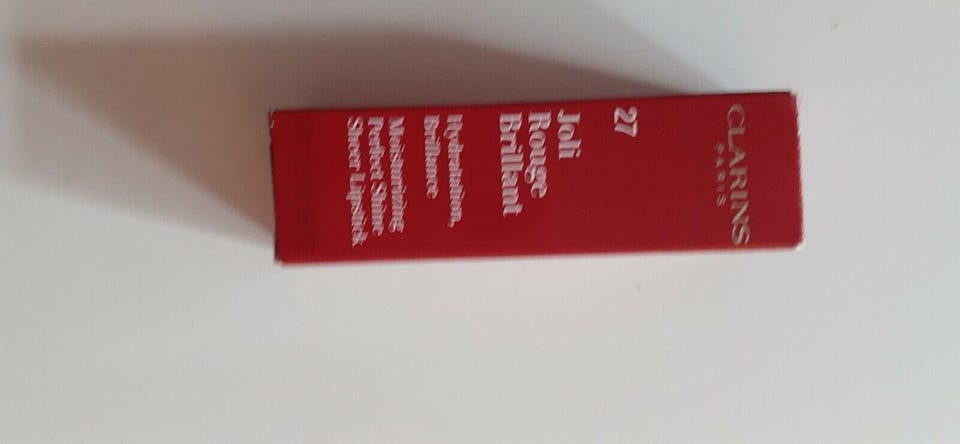 CLARINS
PARIS
27
Joli
Rouge
Brillant
Hydratation,
Brillance
Moisturizing
Perfect Shine
Sheer Lipstick